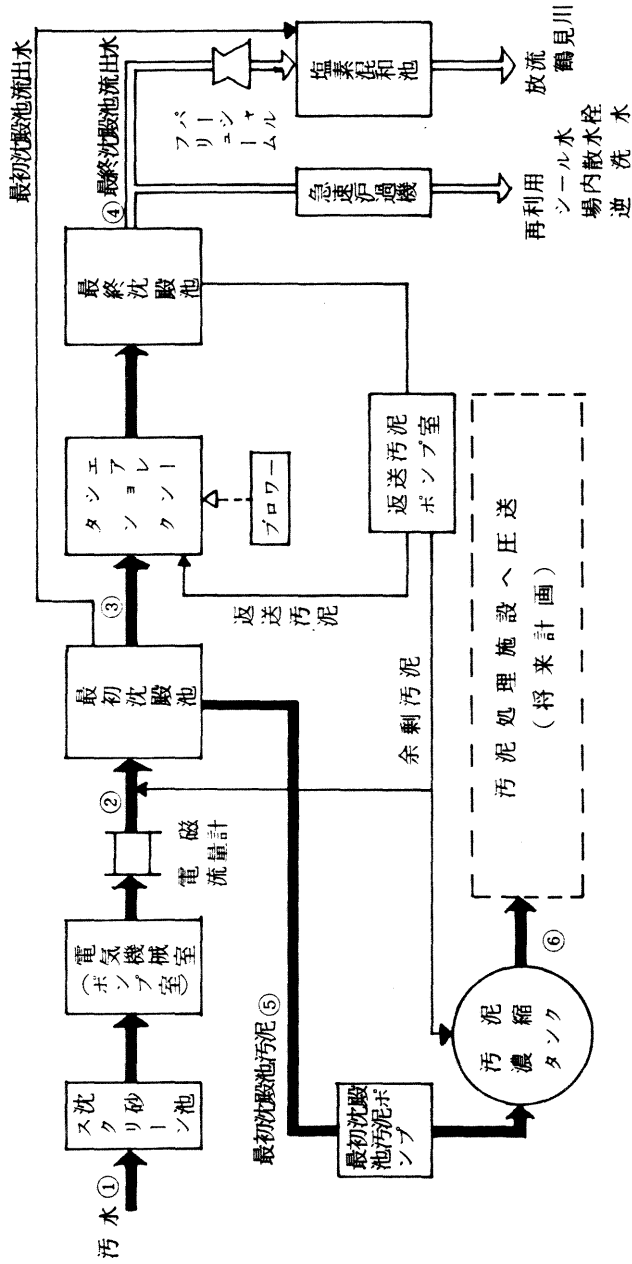 汚水①
スクリーン
沈砂池
電気機械室
(ポンプ室)
電磁
流量計
②
最初沈殿池
③
最初沈殿池流出水
エアレー
ション
タンク
ブロワー
返送汚泥
最終沈殿池
④最終沈殿池流出水
パーシャル
フリューム
塩素混和池
放流
鶴見川
急速沪過機
再利用
シール水
場内散水栓
逆洗水
返送汚泥
ポンプ室
余剰汚泥
最初沈殿池汚泥⑤
最初沈殿
池汚泥ポ
ンプ
汚泥
濃縮
タンク
⑥
汚泥処理施設へ圧送
(将来計画)